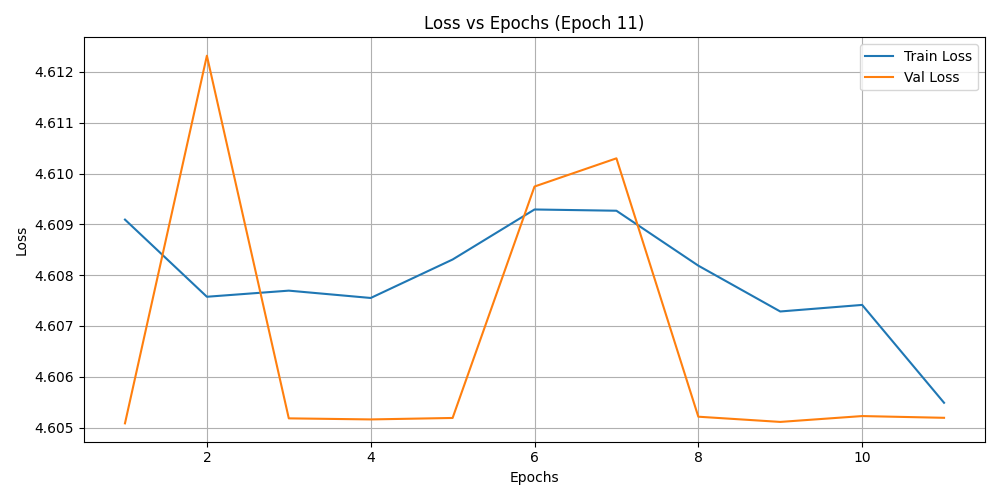 Loss vs Epochs (Epoch 11)
Train Loss
Val Loss
4.612
4.611
4.610
4.609
4.608
4.607
4.606
4.605
Loss
2 4 6 8 10
Epochs